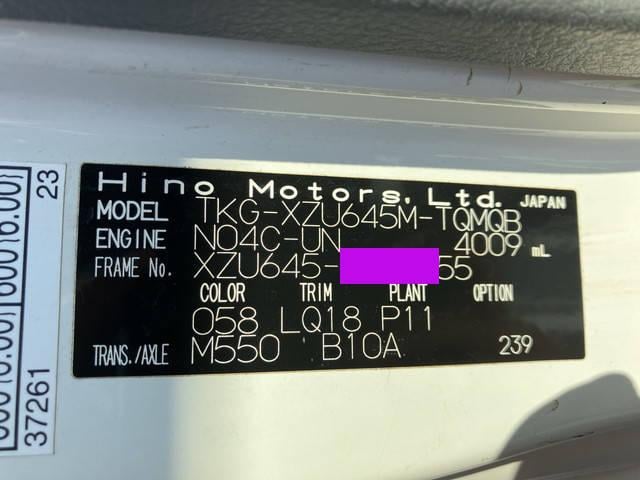 Hino Motors, Ltd. JAPAN
MODEL TKG-XZU645M-TQMQB
ENGINE N04C-UN 4009 mL
FRAME No. XZU645- 55
COLOR TRIM PLANT OPTION
058 LQ18 P11
TRANS./AXLE M550 B10A 239
37261 23